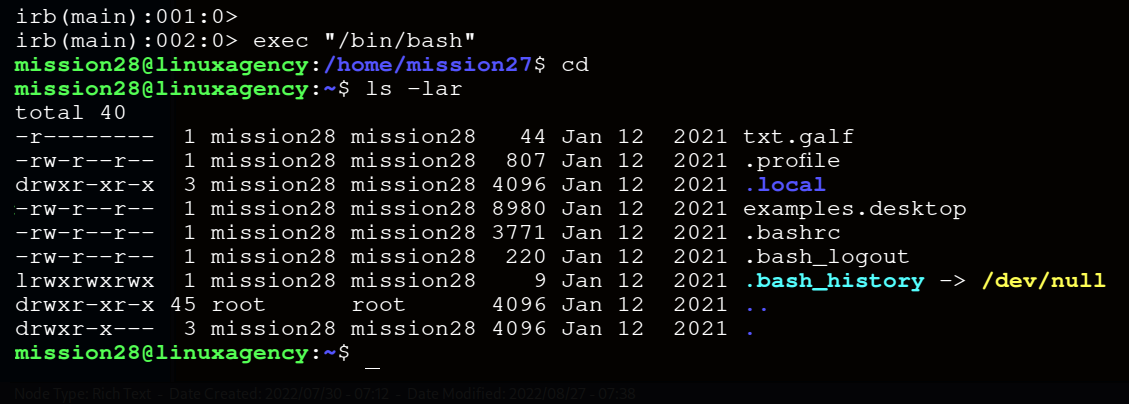 irb(main):001:0>
irb(main):002:0> exec "/bin/bash"
mission28@linuxagency:/home/mission27$ cd
mission28@linuxagency:~$ ls -lar
total 40
-r--------  1 mission28 mission28   44 Jan 12  2021 txt.galf
-rw-r--r--  1 mission28 mission28  807 Jan 12  2021 .profile
drwxr-xr-x  3 mission28 mission28 4096 Jan 12  2021 .local
-rw-r--r--  1 mission28 mission28 8980 Jan 12  2021 examples.desktop
-rw-r--r--  1 mission28 mission28 3771 Jan 12  2021 .bashrc
-rw-r--r--  1 mission28 mission28  220 Jan 12  2021 .bash_logout
lrwxrwxrwx  1 mission28 mission28    9 Jan 12  2021 .bash_history -> /dev/null
drwxr-xr-x 45 root      root      4096 Jan 12  2021 ..
drwxr-x---  3 mission28 mission28 4096 Jan 12  2021 .
mission28@linuxagency:~$ _
Node Type: Rich Text - Date Created: 2022/07/30 - 07:12 - Date Modified: 2022/08/27 - 07:38